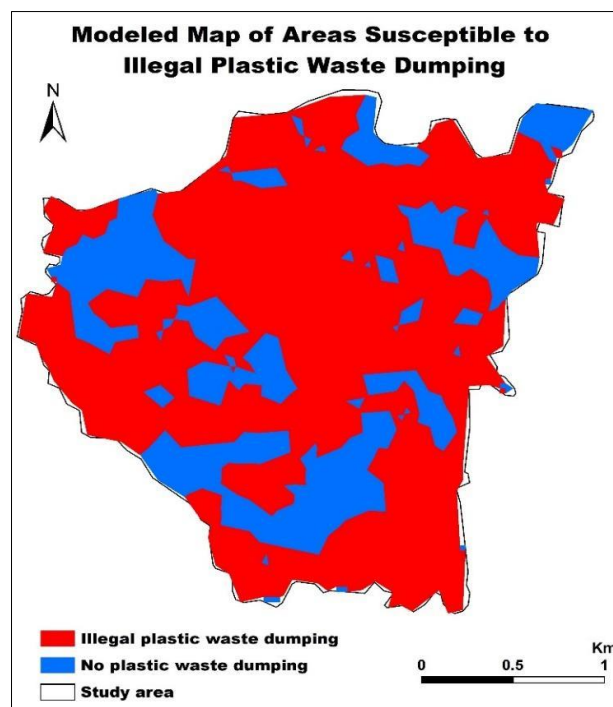 Modeled Map of Areas Susceptible to
Illegal Plastic Waste Dumping
N
Illegal plastic waste dumping
No plastic waste dumping
Study area
Km
0 0.5 1